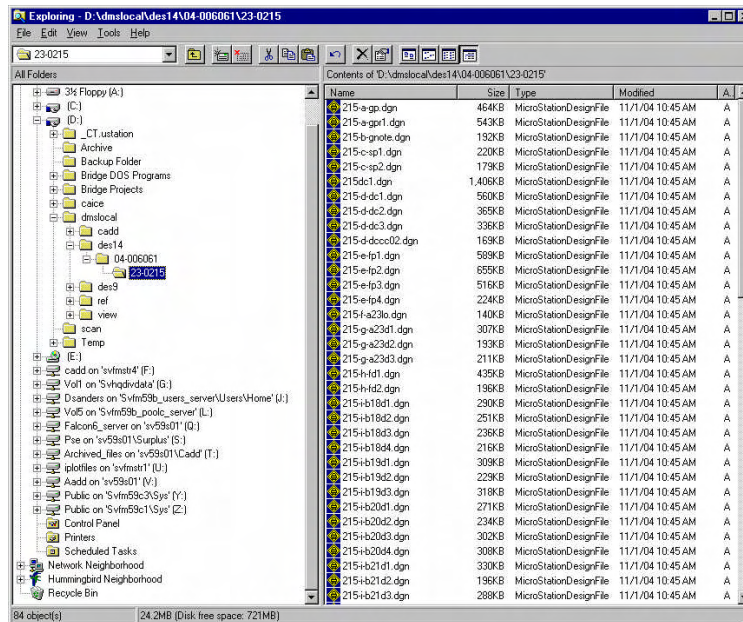 Exploring - D:\dmslocal\des14\04-006061\23-0215
File Edit View Tools Help
23-0215
All Folders
Contents of 'D:\dmslocal\des14\04-006061\23-0215'
3½ Floppy (A:)
(C:)
(D:)
_CT.ustation
Archive
Backup Folder
Bridge DOS Programs
Bridge Projects
caice
dmslocal
cadd
des14
04-006061
23-0215
des9
ref
view
scan
Temp
(E:)
cadd on 'svfmstr4' (F:)
Vol1 on 'Svhqdivdata' (G:)
Dsanders on 'Svfm59b_users_server\Users\Home' (J:)
Vol5 on 'Svfm59b_poolc_server' (L:)
Falcon6_server on 'sv59s01' (Q:)
Pse on 'sv59s01\Surplus' (S:)
Archived_files on 'sv59s01\Cadd' (T:)
iplotfiles on 'svfmstr1' (U:)
Aadd on 'sv59s01' (V:)
Public on 'Svfm59c3\Sys' (Y:)
Public on 'Svfm59c1\Sys' (Z:)
Control Panel
Printers
Scheduled Tasks
Network Neighborhood
Hummingbird Neighborhood
Recycle Bin
Name Size Type Modified A..
215-a-gp.dgn 464KB MicroStationDesignFile 11/1/04 10:45 AM A
215-a-gpr1.dgn 543KB MicroStationDesignFile 11/1/04 10:45 AM A
215-b-gnote.dgn 192KB MicroStationDesignFile 11/1/04 10:45 AM A
215-c-sp1.dgn 220KB MicroStationDesignFile 11/1/04 10:45 AM A
215-c-sp2.dgn 179KB MicroStationDesignFile 11/1/04 10:45 AM A
215dc1.dgn 1,406KB MicroStationDesignFile 11/1/04 10:45 AM A
215-d-dc1.dgn 560KB MicroStationDesignFile 11/1/04 10:45 AM A
215-d-dc2.dgn 365KB MicroStationDesignFile 11/1/04 10:45 AM A
215-d-dc3.dgn 336KB MicroStationDesignFile 11/1/04 10:45 AM A
215-d-dccc02.dgn 169KB MicroStationDesignFile 11/1/04 10:45 AM A
215-e-fp1.dgn 589KB MicroStationDesignFile 11/1/04 10:45 AM A
215-e-fp2.dgn 655KB MicroStationDesignFile 11/1/04 10:45 AM A
215-e-fp3.dgn 516KB MicroStationDesignFile 11/1/04 10:45 AM A
215-e-fp4.dgn 224KB MicroStationDesignFile 11/1/04 10:45 AM A
215-f-a23lo.dgn 140KB MicroStationDesignFile 11/1/04 10:45 AM A
215-g-a23d1.dgn 307KB MicroStationDesignFile 11/1/04 10:45 AM A
215-g-a23d2.dgn 193KB MicroStationDesignFile 11/1/04 10:45 AM A
215-g-a23d3.dgn 211KB MicroStationDesignFile 11/1/04 10:45 AM A
215-h-fd1.dgn 435KB MicroStationDesignFile 11/1/04 10:45 AM A
215-h-fd2.dgn 196KB MicroStationDesignFile 11/1/04 10:45 AM A
215-i-b18d1.dgn 290KB MicroStationDesignFile 11/1/04 10:45 AM A
215-i-b18d2.dgn 251KB MicroStationDesignFile 11/1/04 10:45 AM A
215-i-b18d3.dgn 236KB MicroStationDesignFile 11/1/04 10:45 AM A
215-i-b18d4.dgn 216KB MicroStationDesignFile 11/1/04 10:45 AM A
215-i-b19d1.dgn 309KB MicroStationDesignFile 11/1/04 10:45 AM A
215-i-b19d2.dgn 229KB MicroStationDesignFile 11/1/04 10:45 AM A
215-i-b19d3.dgn 318KB MicroStationDesignFile 11/1/04 10:45 AM A
215-i-b20d1.dgn 271KB MicroStationDesignFile 11/1/04 10:45 AM A
215-i-b20d2.dgn 234KB MicroStationDesignFile 11/1/04 10:45 AM A
215-i-b20d3.dgn 302KB MicroStationDesignFile 11/1/04 10:45 AM A
215-i-b20d4.dgn 308KB MicroStationDesignFile 11/1/04 10:45 AM A
215-i-b21d1.dgn 330KB MicroStationDesignFile 11/1/04 10:45 AM A
215-i-b21d2.dgn 196KB MicroStationDesignFile 11/1/04 10:45 AM A
215-i-b21d3.dgn 288KB MicroStationDesignFile 11/1/04 10:45 AM A
84 object(s) 24.2MB (Disk free space: 721MB)